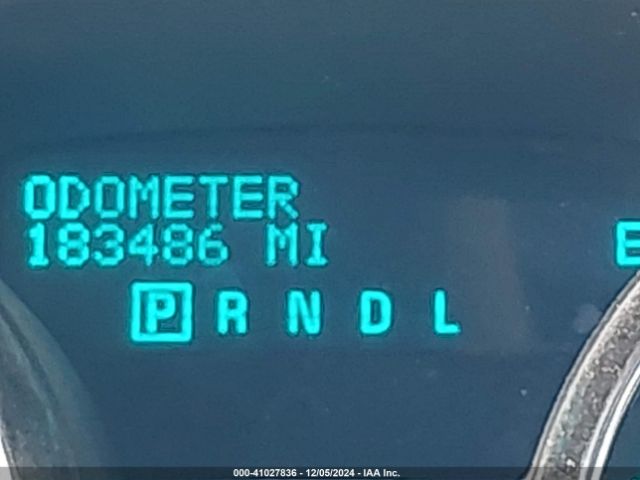 ODOMETER
183486 MI
E
P R N D L
000-41027836 - 12/05/2024 - IAA Inc.